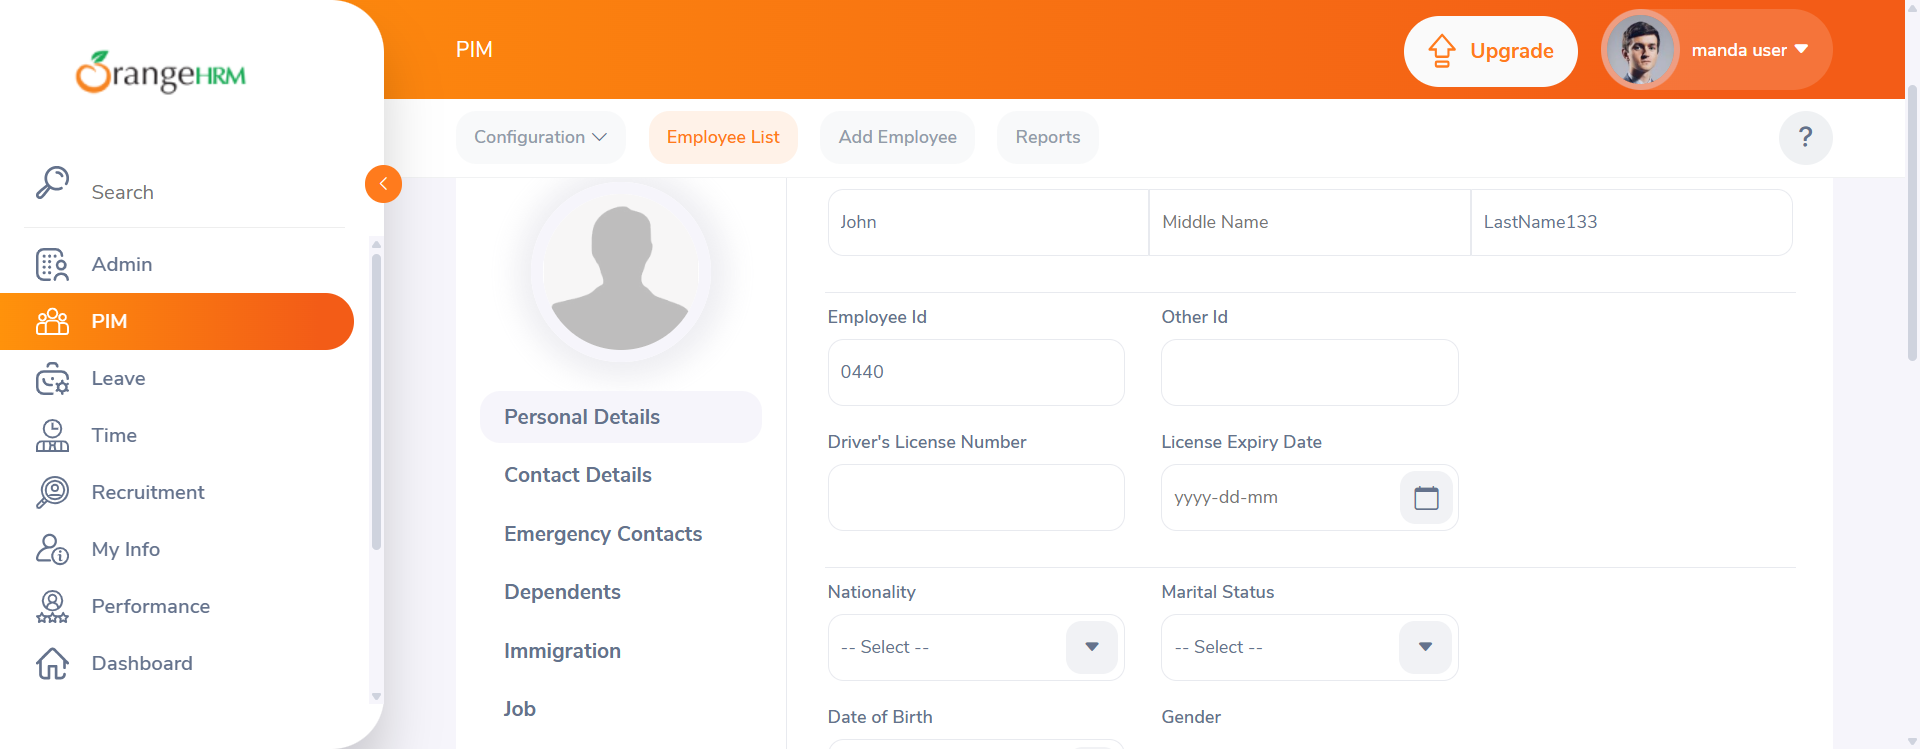 OrangeHRM
Search
Admin
PIM
Leave
Time
Recruitment
My Info
Performance
Dashboard
PIM
Upgrade
manda user
Configuration
Employee List
Add Employee
Reports
?
Personal Details
Contact Details
Emergency Contacts
Dependents
Immigration
Job
John
Middle Name
LastName133
Employee Id
Other Id
0440
Driver's License Number
License Expiry Date
yyyy-dd-mm
Nationality
Marital Status
-- Select --
-- Select --
Date of Birth
Gender